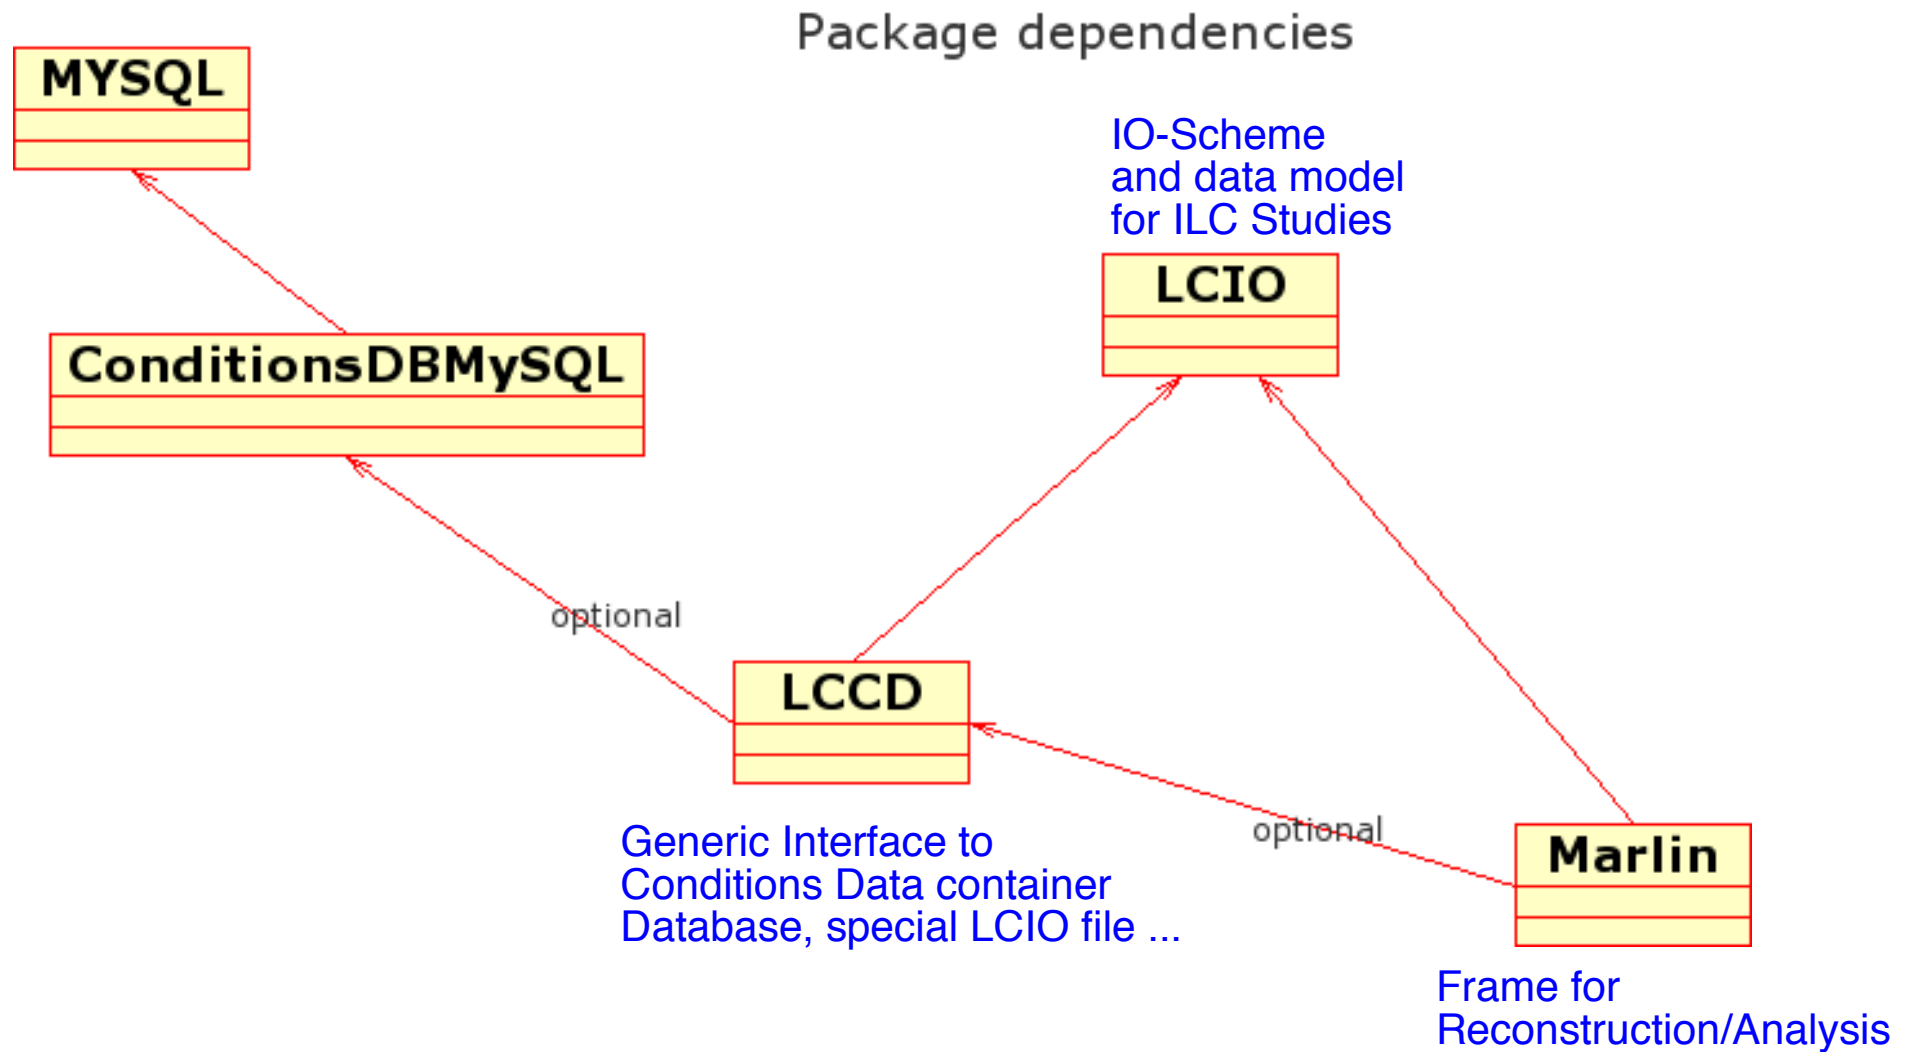 Package dependencies
MYSQL
IO-Scheme
and data model
for ILC Studies
LCIO
ConditionsDBMySQL
optional
LCCD
Generic Interface to
Conditions Data container
Database, special LCIO file ...
optional
Marlin
Frame for
Reconstruction/Analysis